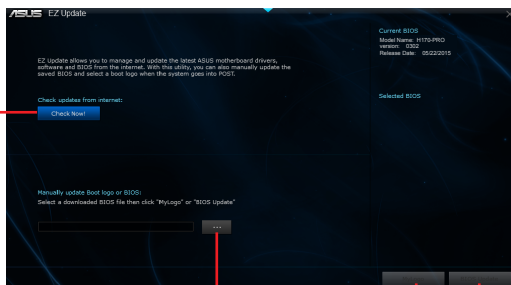 ASUS EZ Update
Current BIOS
Model Name: H170-PRO
version: 0302
Release Date: 05/22/2015
EZ Update allows you to manage and update the latest ASUS motherboard drivers,
software and BIOS from the internet. With this utility, you can also manually update the
saved BIOS and select a boot logo when the system goes into POST.
Check updates from internet:
Selected BIOS
Check Now!
Manually update Boot logo or BIOS:
Select a downloaded BIOS file then click "MyLogo" or "BIOS Update"
...